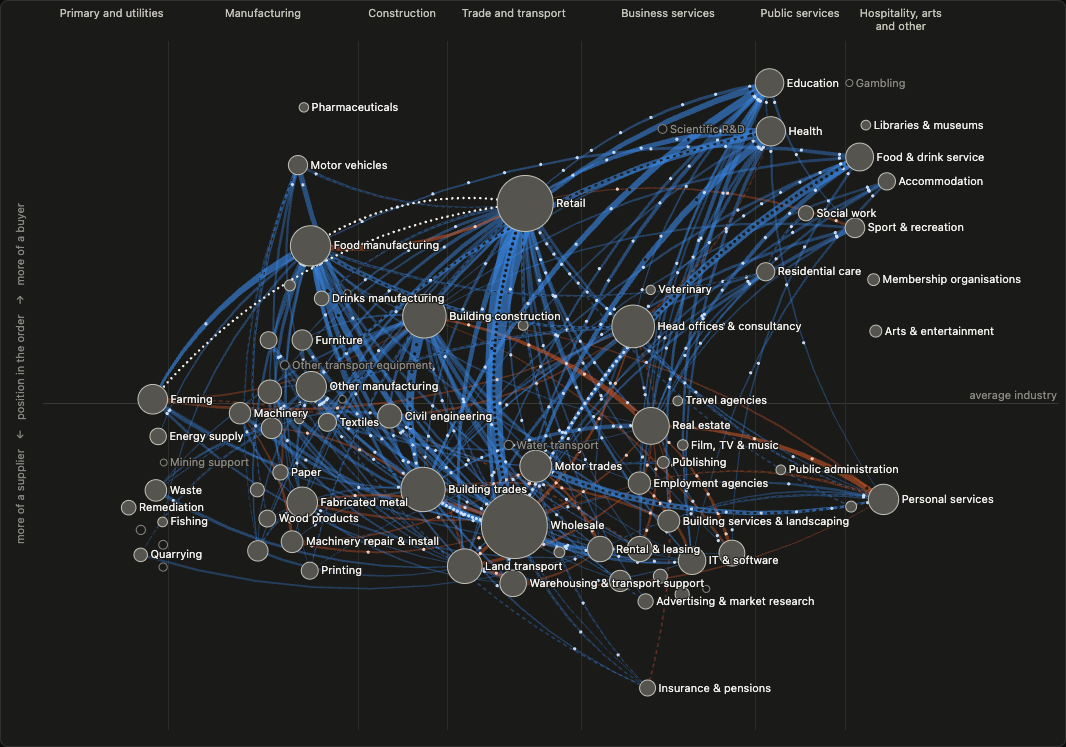 Primary and utilities
Manufacturing
Construction
Trade and transport
Business services
Public services
Hospitality, arts
and other
more of a supplier ← position in the order → more of a buyer
Education
Gambling
Pharmaceuticals
Scientific R&D
Health
Libraries & museums
Motor vehicles
Food & drink service
Accommodation
Retail
Social work
Sport & recreation
Food manufacturing
Residential care
Membership organisations
Veterinary
Drinks manufacturing
Building construction
Head offices & consultancy
Arts & entertainment
Furniture
Other transport equipment
Other manufacturing
average industry
Farming
Travel agencies
Machinery
Civil engineering
Textiles
Real estate
Energy supply
Water transport
Film, TV & music
Mining support
Motor trades
Publishing
Public administration
Paper
Employment agencies
Waste
Building trades
Personal services
Fabricated metal
Remediation
Fishing
Wood products
Wholesale
Building services & landscaping
Machinery repair & install
Rental & leasing
Quarrying
IT & software
Land transport
Printing
Warehousing & transport support
Advertising & market research
Insurance & pensions